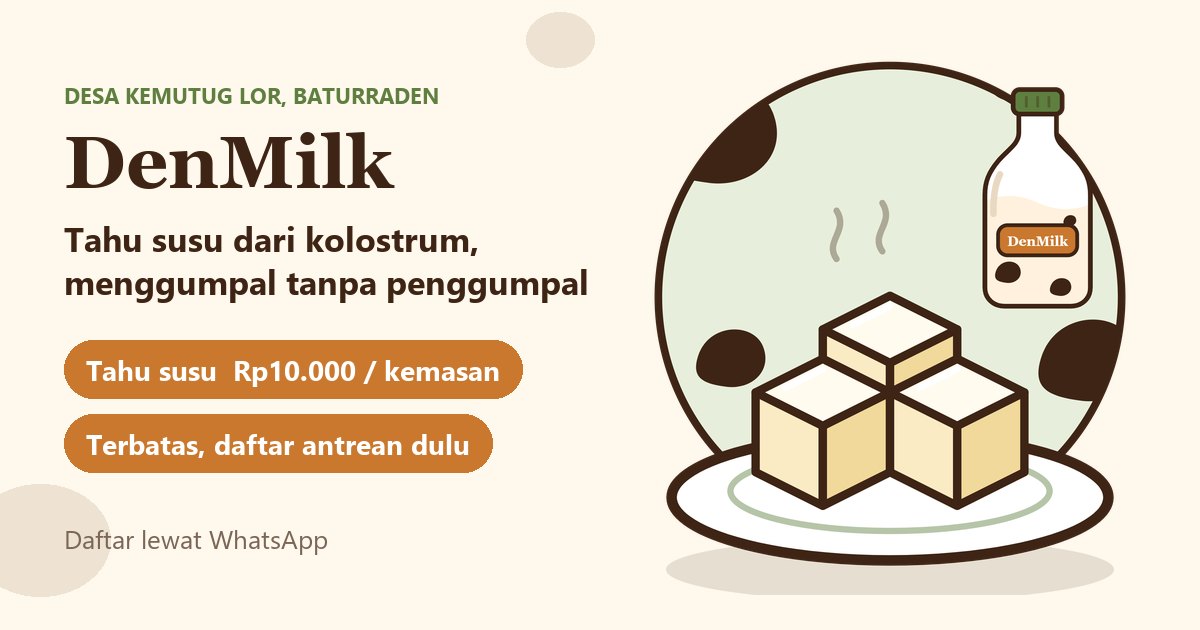 DESA KEMUTUG LOR, BATURRADEN
DenMilk
Tahu susu dari kolostrum,
menggumpal tanpa penggumpal
Tahu susu Rp10.000 / kemasan
Terbatas, daftar antrean dulu
Daftar lewat WhatsApp
DenMilk